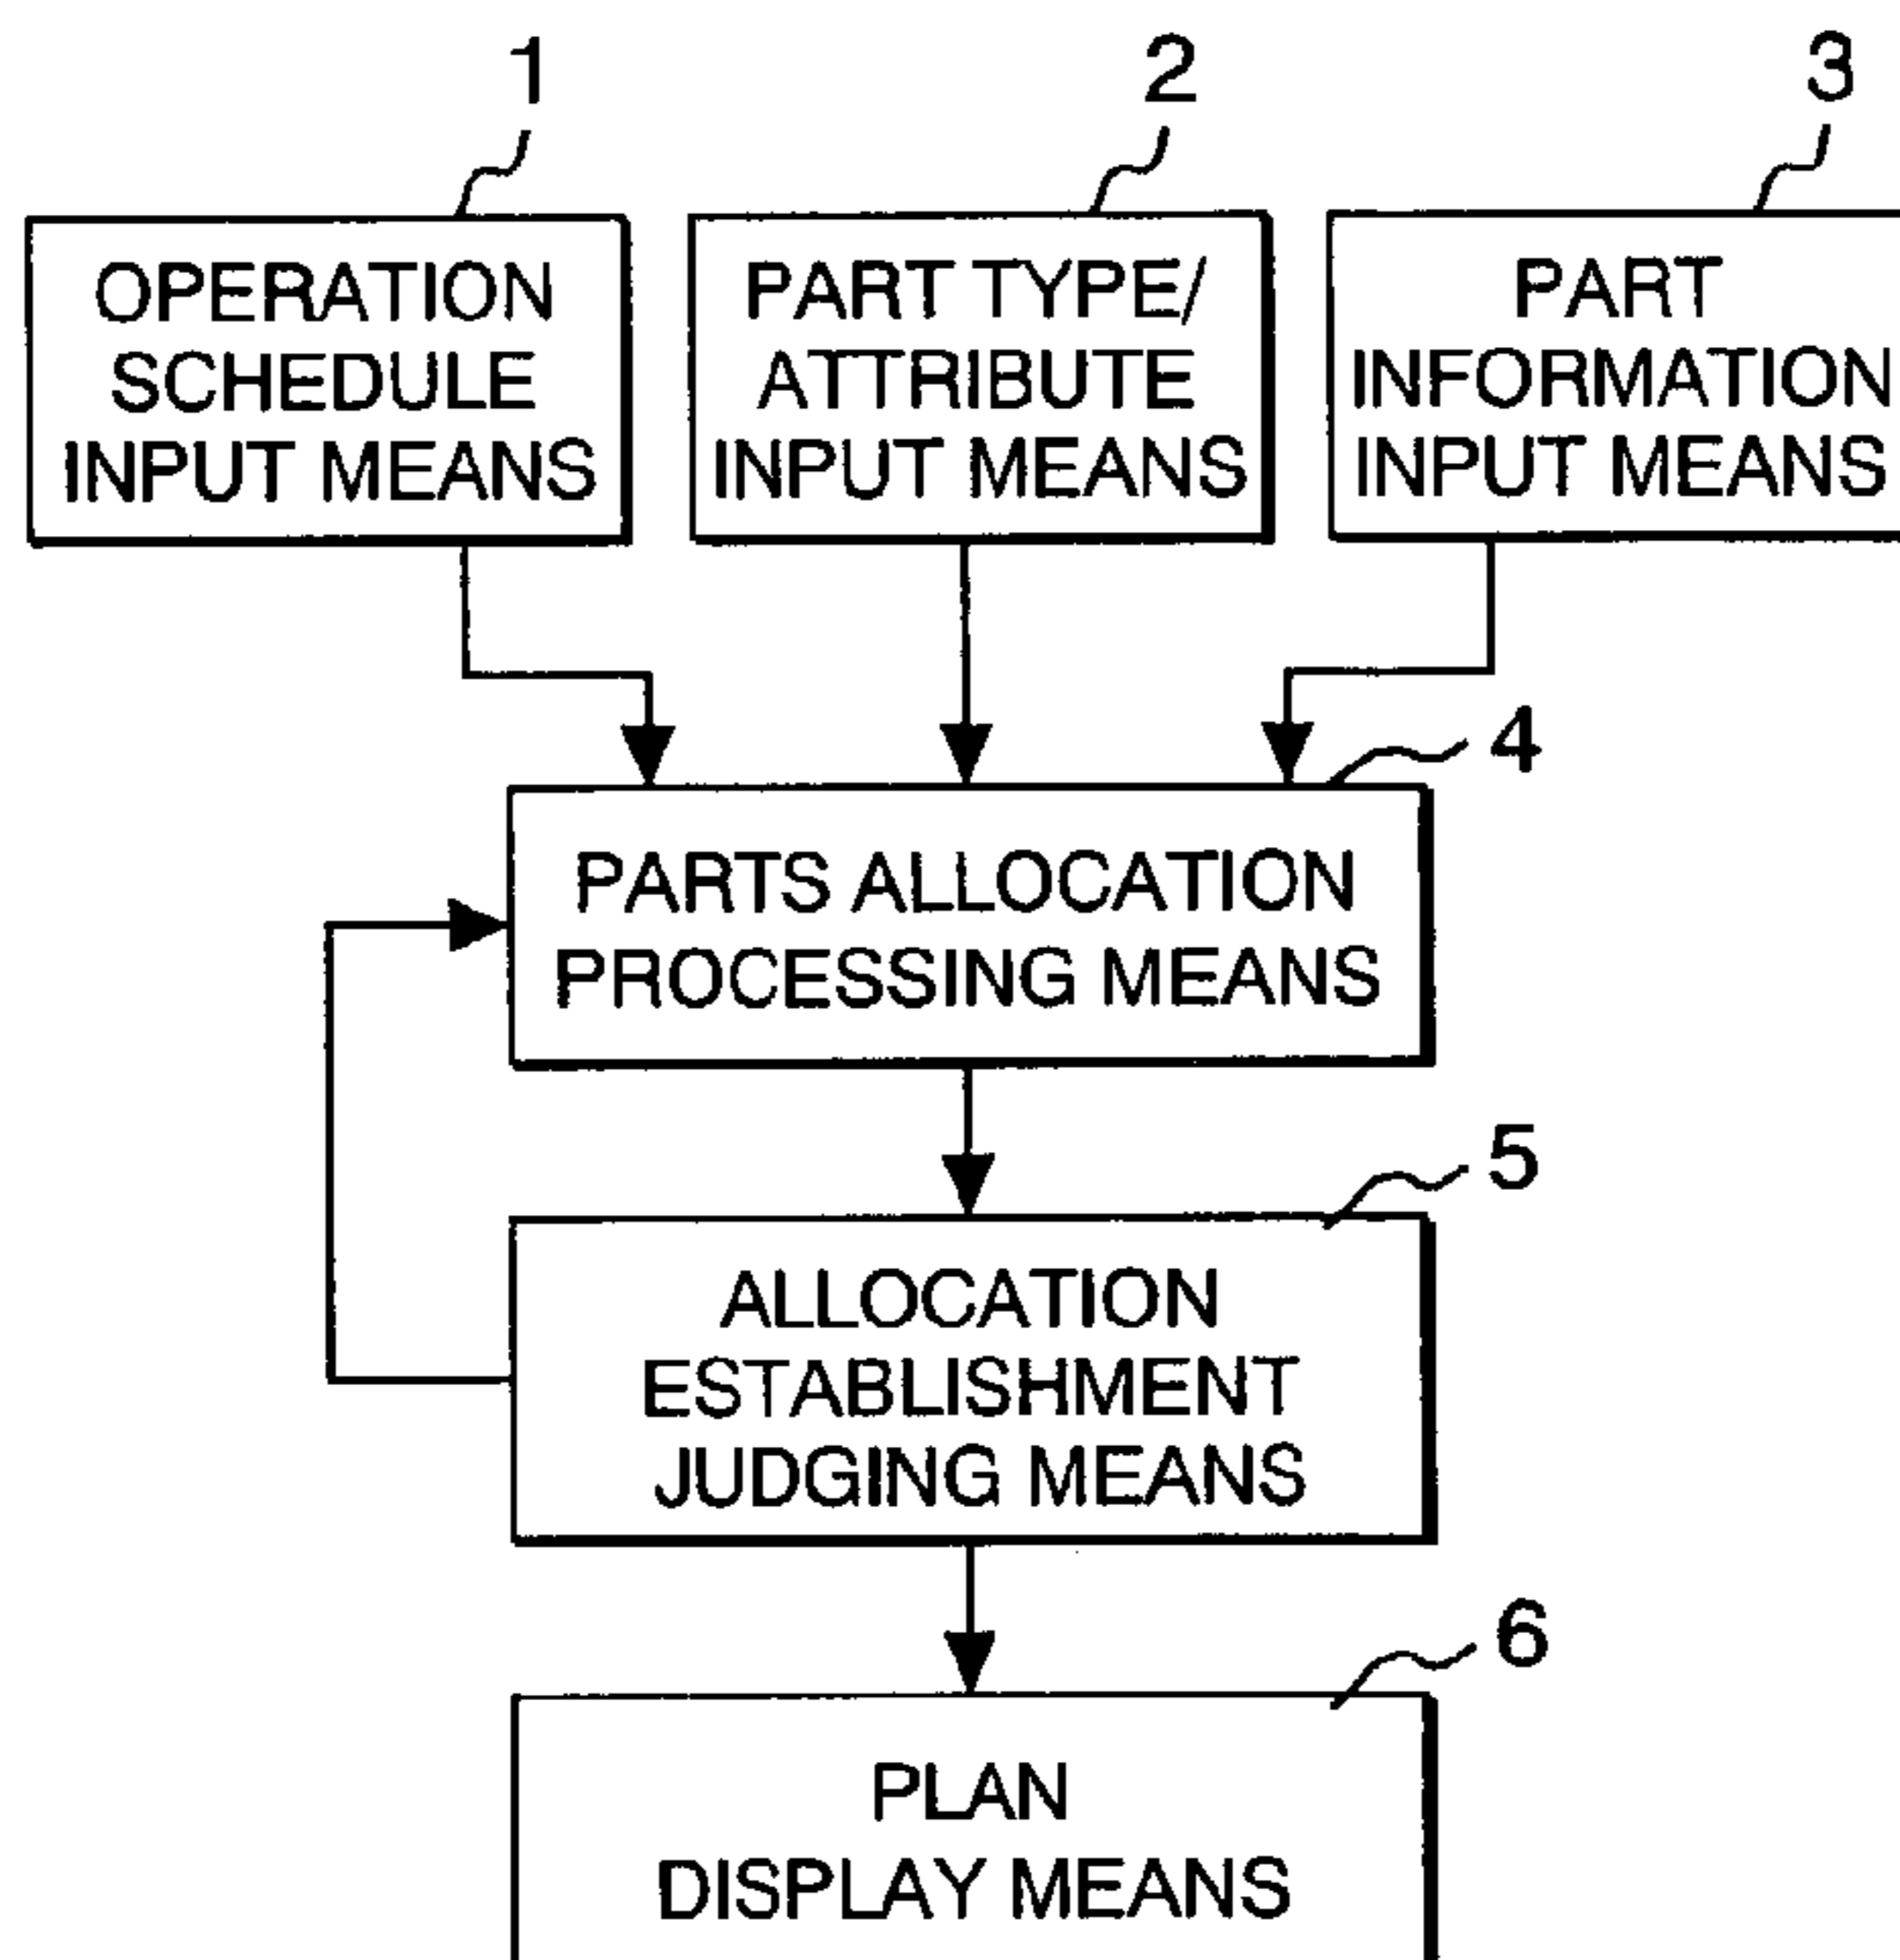 1
2
3
OPERATION
SCHEDULE
INPUT MEANS
PART TYPE/
ATTRIBUTE
INPUT MEANS
PART
INFORMATION
INPUT MEANS
4
PARTS ALLOCATION
PROCESSING MEANS
5
ALLOCATION
ESTABLISHMENT
JUDGING MEANS
6
PLAN
DISPLAY MEANS